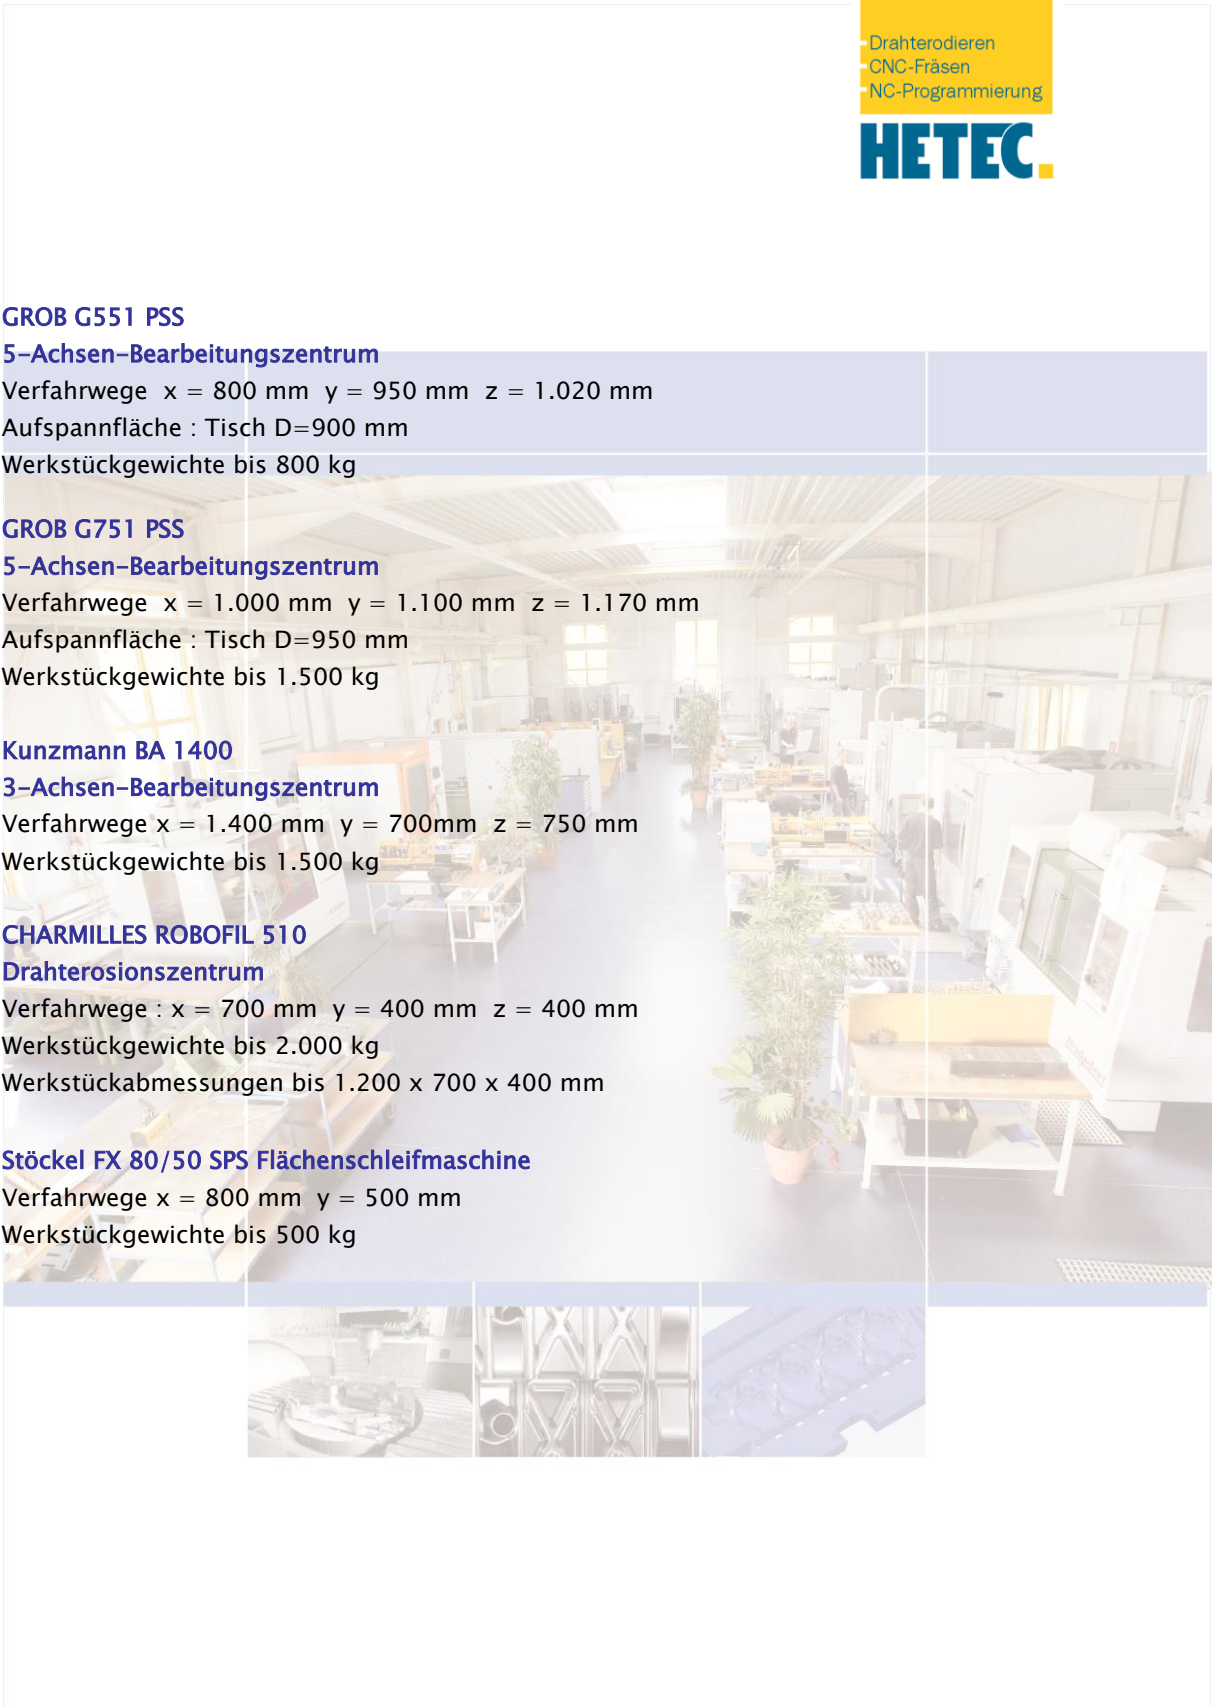 Drahterodieren
CNC-Fräsen
NC-Programmierung
HETEC.
GROB G551 PSS
5-Achsen-Bearbeitungszentrum
Verfahrwege x = 800 mm y = 950 mm z = 1.020 mm
Aufspannfläche : Tisch D=900 mm
Werkstückgewichte bis 800 kg
GROB G751 PSS
5-Achsen-Bearbeitungszentrum
Verfahrwege x = 1.000 mm y = 1.100 mm z = 1.170 mm
Aufspannfläche : Tisch D=950 mm
Werkstückgewichte bis 1.500 kg
Kunzmann BA 1400
3-Achsen-Bearbeitungszentrum
Verfahrwege x = 1.400 mm y = 700mm z = 750 mm
Werkstückgewichte bis 1.500 kg
CHARMILLES ROBOFIL 510
Drahterosionszentrum
Verfahrwege : x = 700 mm y = 400 mm z = 400 mm
Werkstückgewichte bis 2.000 kg
Werkstückabmessungen bis 1.200 x 700 x 400 mm
Stöckel FX 80/50 SPS Flächenschleifmaschine
Verfahrwege x = 800 mm y = 500 mm
Werkstückgewichte bis 500 kg